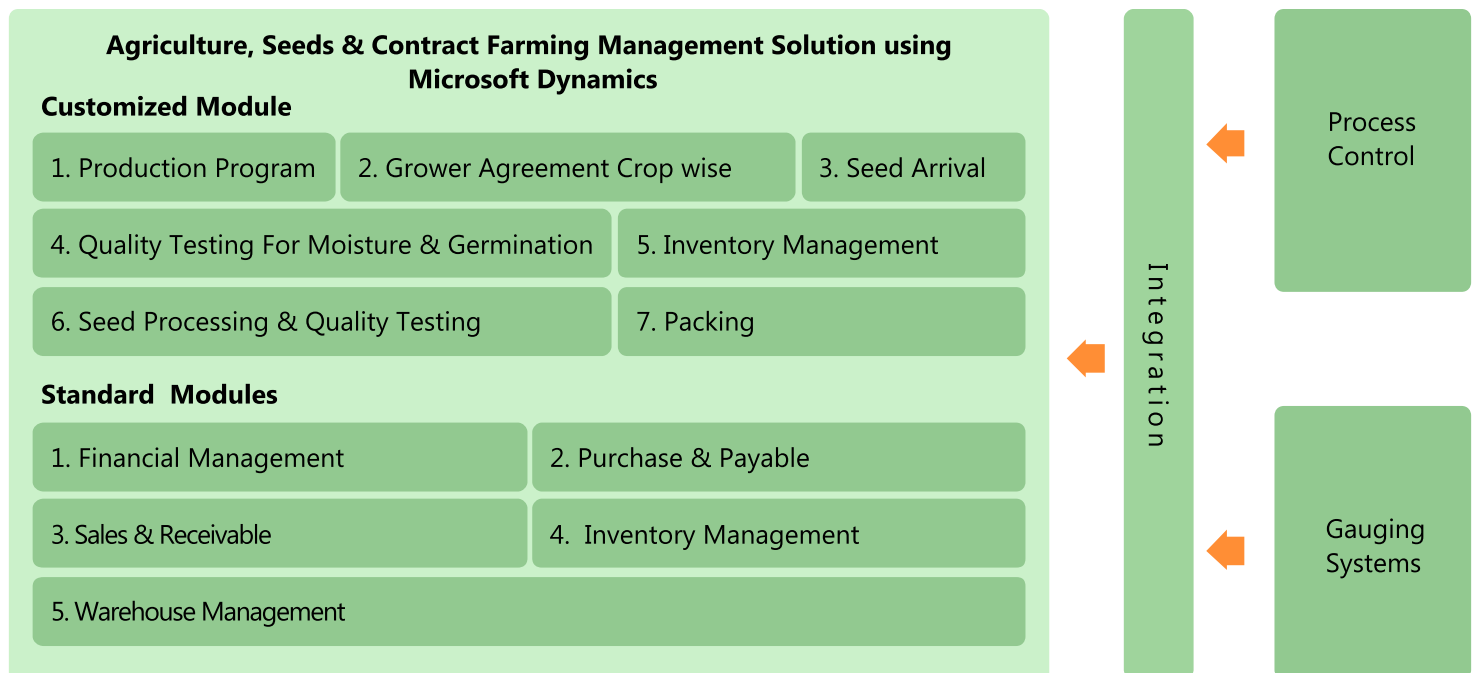 Agriculture, Seeds & Contract Farming Management Solution using
Microsoft Dynamics
Customized Module
1. Production Program
2. Grower Agreement Crop wise
3. Seed Arrival
4. Quality Testing For Moisture & Germination
5. Inventory Management
6. Seed Processing & Quality Testing
7. Packing
Standard  Modules
1. Financial Management
2. Purchase & Payable
3. Sales & Receivable
4.  Inventory Management
5. Warehouse Management
Integration
Process
Control
Gauging
Systems